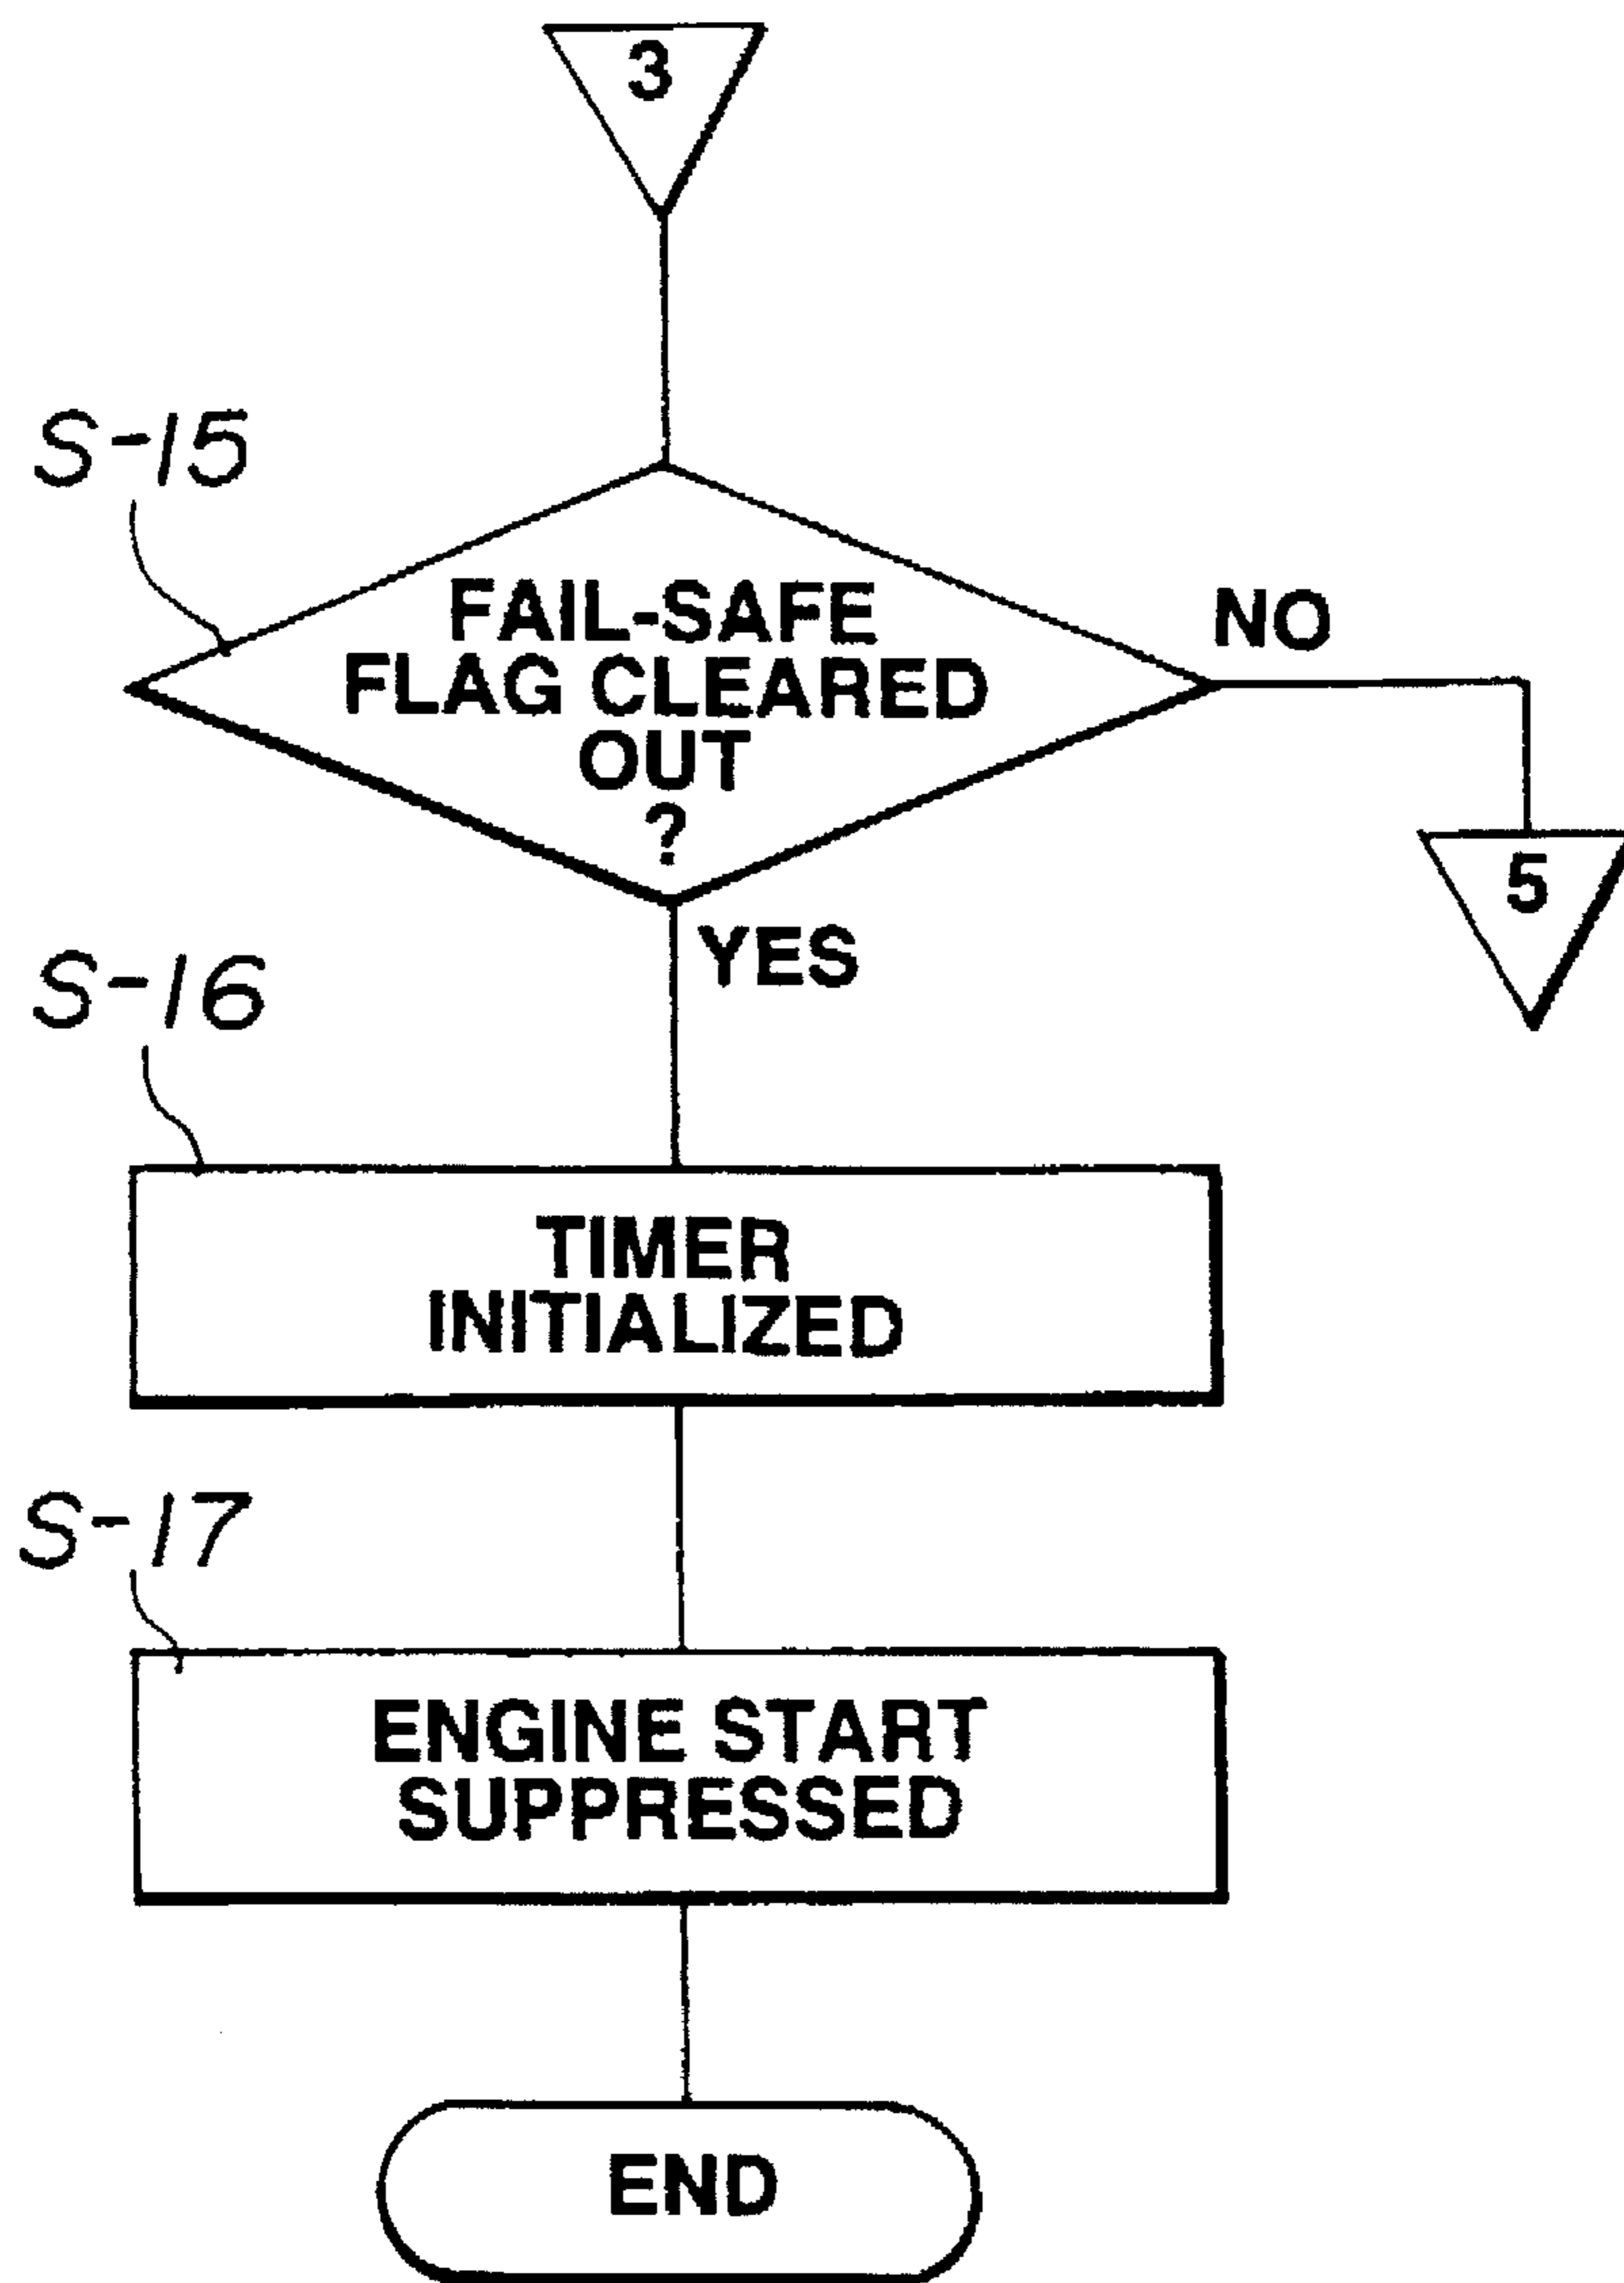 3
S-15
FAIL-SAFE
FLAG CLEARED
OUT
?
NO
5
YES
S-16
TIMER
INITIALIZED
S-17
ENGINE START
SUPPRESSED
END